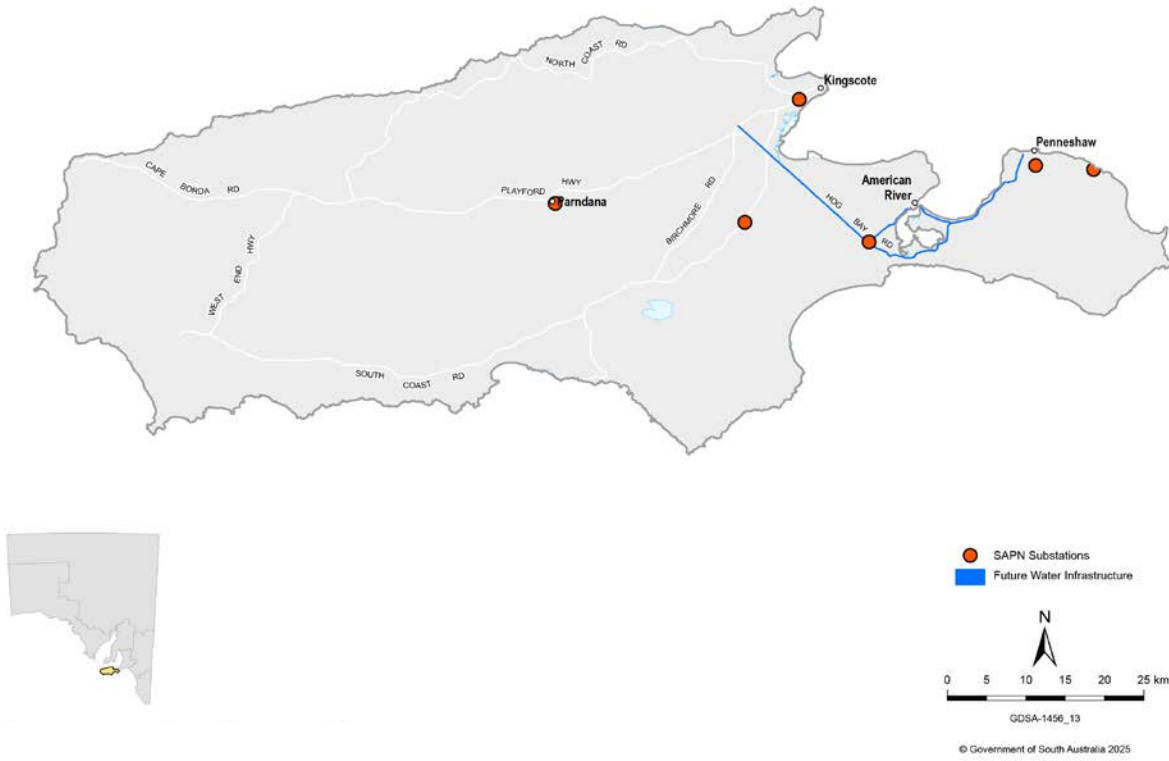 NORTH COAST RD
Kingscote
CAPE BORDA RD
PLAYFORD HWY
Parndana
BIRCHMORE RD
HOG BAY RD
American
River
Penneshaw
WEST END HWY
SOUTH COAST RD
SAPN Substations
Future Water Infrastructure
N
0 5 10 15 20 25 km
GDSA-1456_13
© Government of South Australia 2025